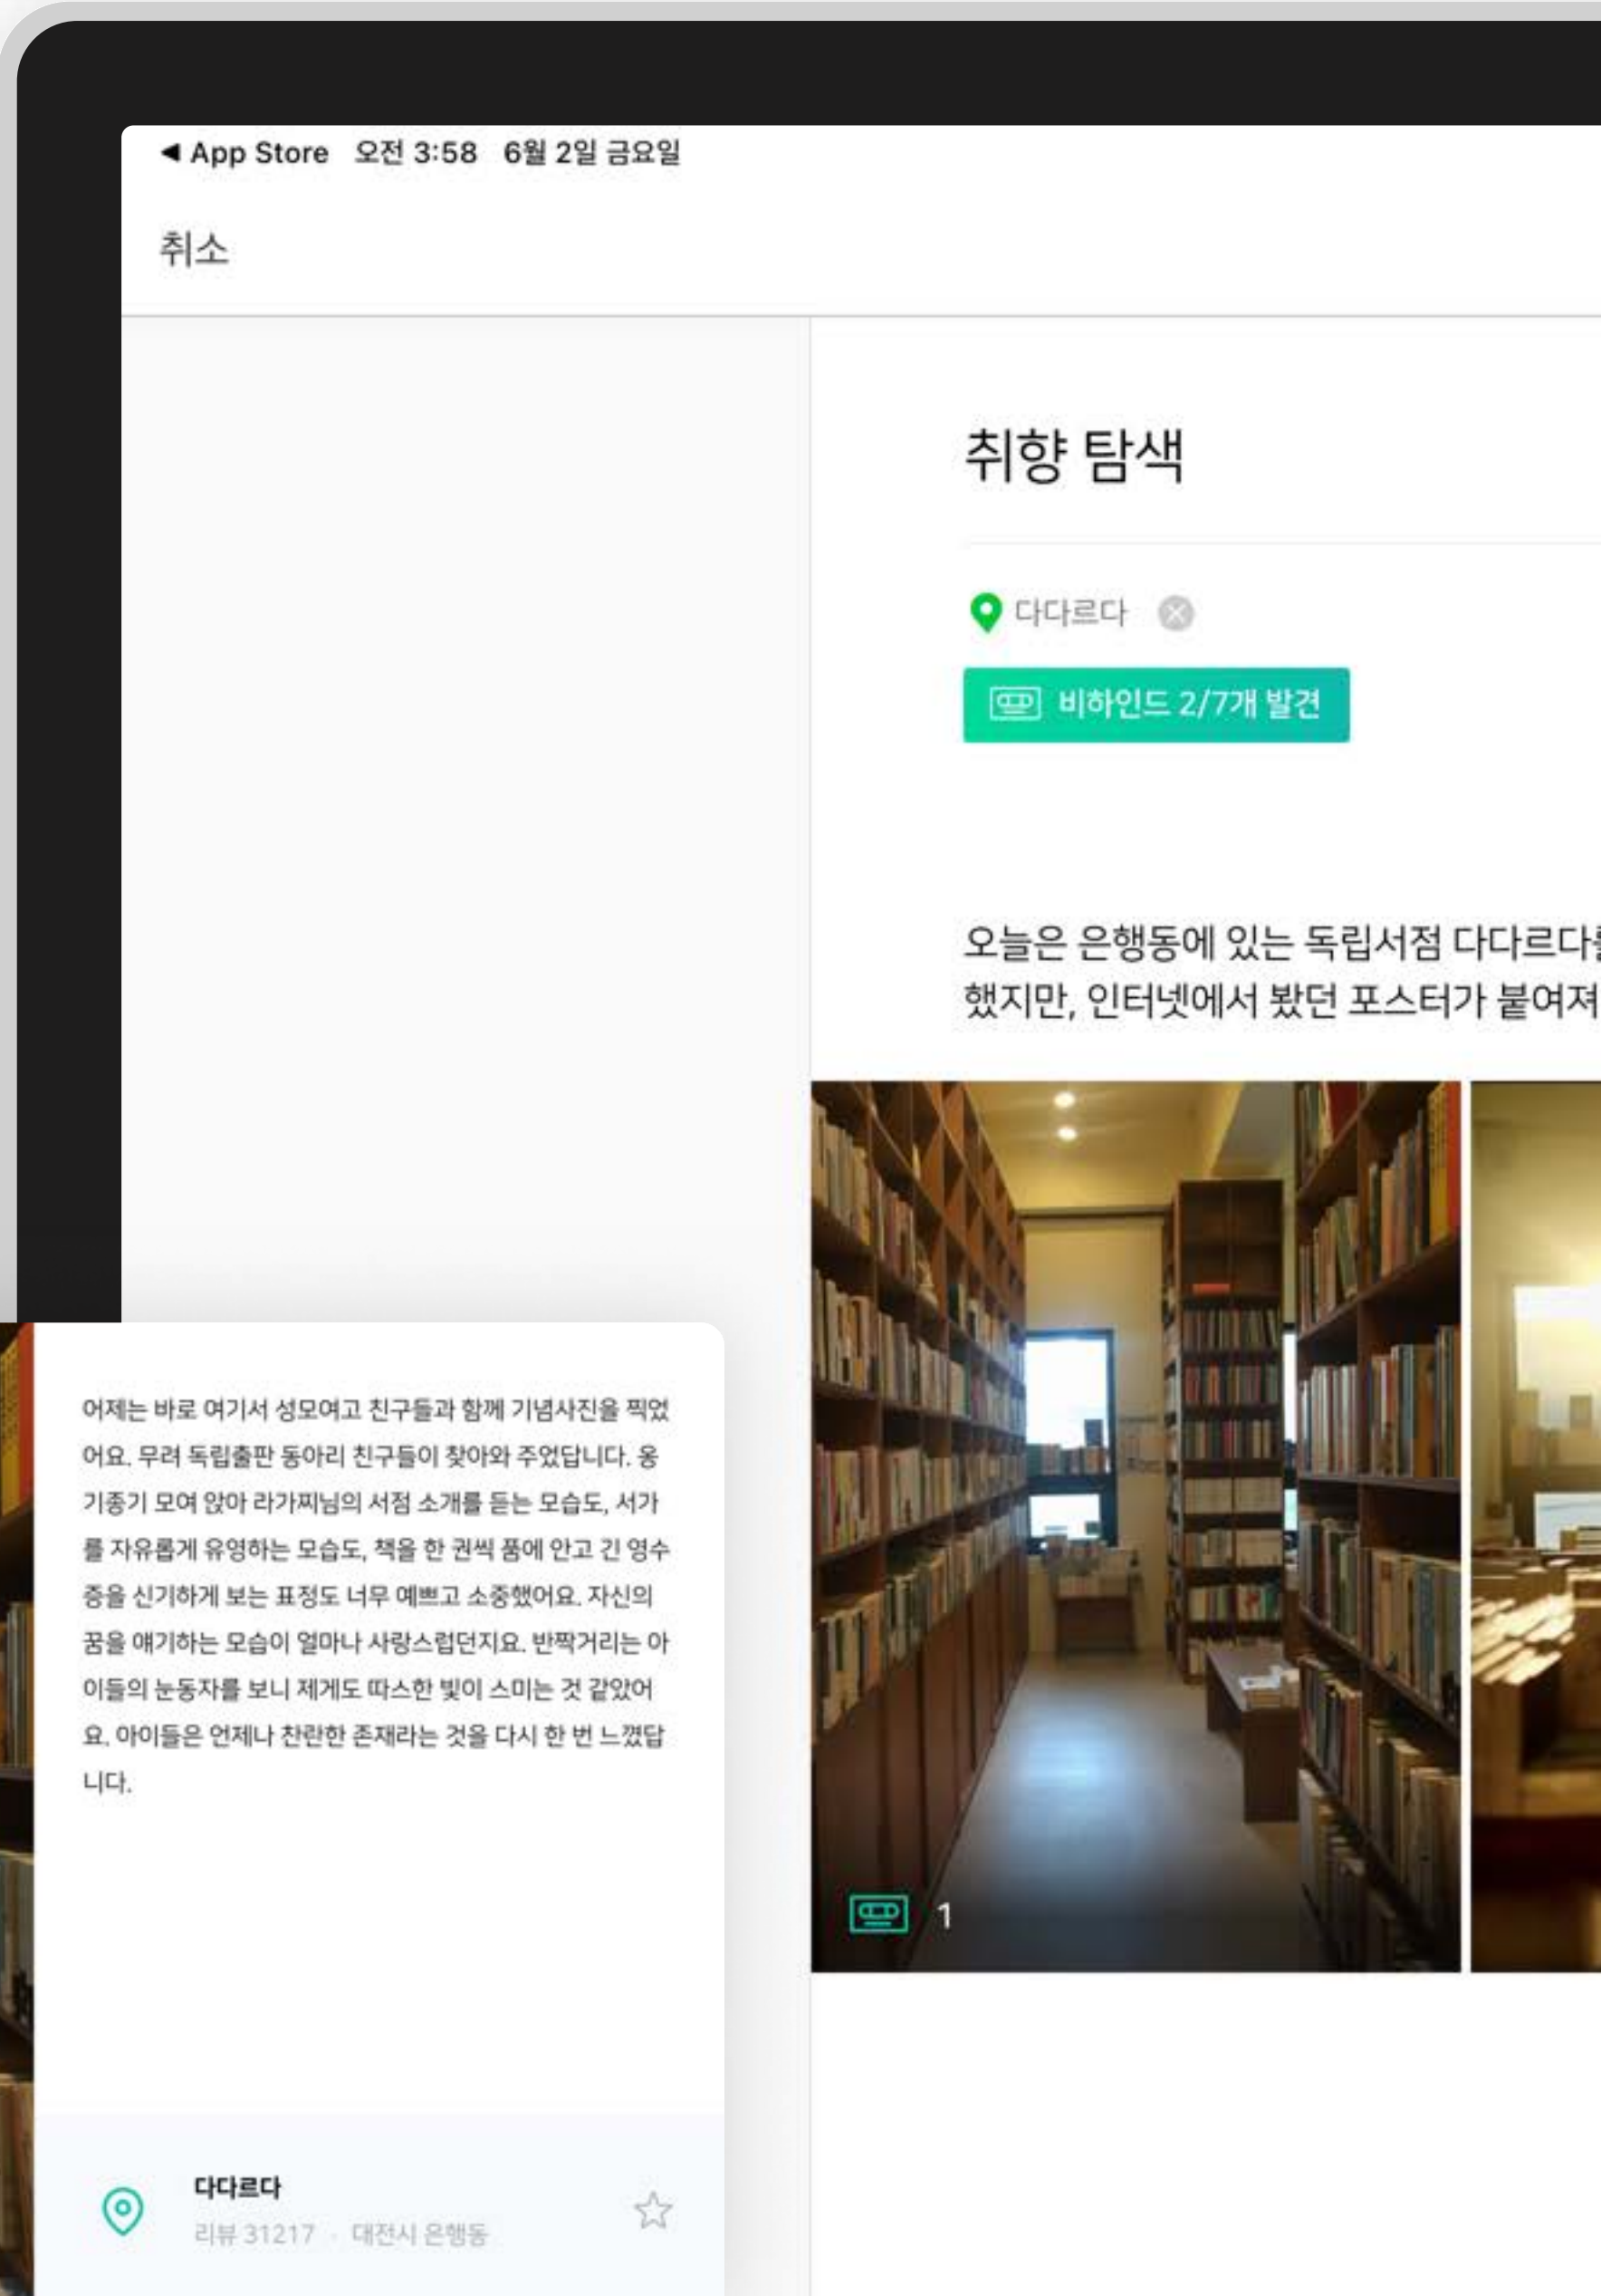 ◀ App Store 오전 3:58 6월 2일 금요일
취소
취향 탐색
다다르다
비하인드 2/7개 발견
오늘은 은행동에 있는 독립서점 다다르다를
했지만, 인터넷에서 봤던 포스터가 붙여져
1
어제는 바로 여기서 성모여고 친구들과 함께 기념사진을 찍었
어요. 무려 독립출판 동아리 친구들이 찾아와 주었답니다. 옹
기종기 모여 앉아 라가찌님의 서점 소개를 듣는 모습도, 서가
를 자유롭게 유영하는 모습도, 책을 한 권씩 품에 안고 긴 영수
증을 신기하게 보는 표정도 너무 예쁘고 소중했어요. 자신의
꿈을 얘기하는 모습이 얼마나 사랑스럽던지요. 반짝거리는 아
이들의 눈동자를 보니 제게도 따스한 빛이 스미는 것 같았어
요. 아이들은 언제나 찬란한 존재라는 것을 다시 한 번 느꼈답
니다.
다다르다
리뷰 31217 · 대전시 은행동